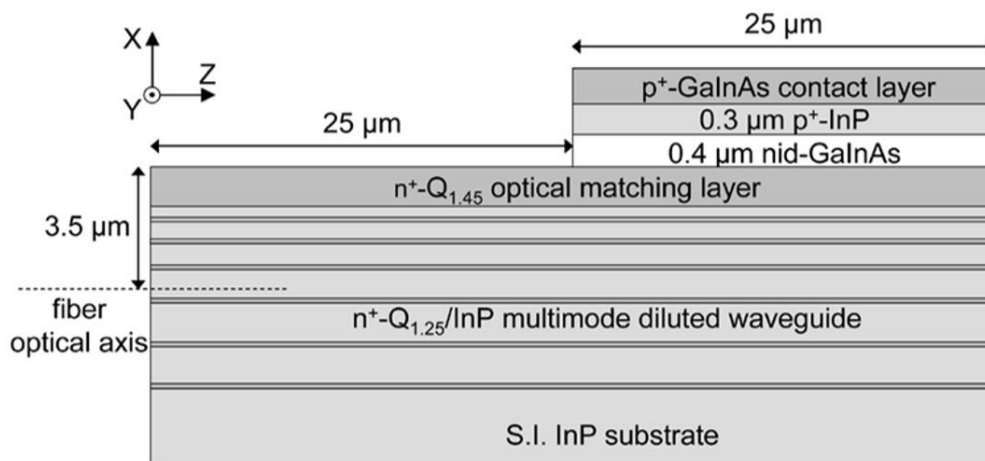 25 µm
X
Z
Y
p⁺-GaInAs contact layer
25 µm
0.3 µm p⁺-InP
0.4 µm nid-GaInAs
n⁺-Q₁.₄₅ optical matching layer
3.5 µm
fiber
optical axis
n⁺-Q₁.₂₅/InP multimode diluted waveguide
S.I. InP substrate